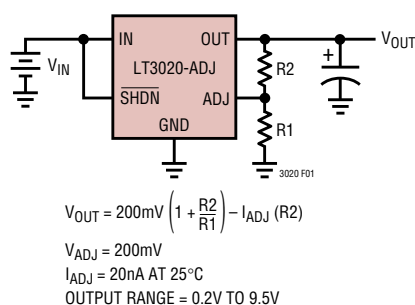 IN OUT
V_OUT
V_IN
LT3020-ADJ
R2
+
SHDN ADJ
R1
GND
3020 F01
V_OUT = 200mV (1 + R2/R1) – I_ADJ (R2)
V_ADJ = 200mV
I_ADJ = 20nA AT 25°C
OUTPUT RANGE = 0.2V TO 9.5V